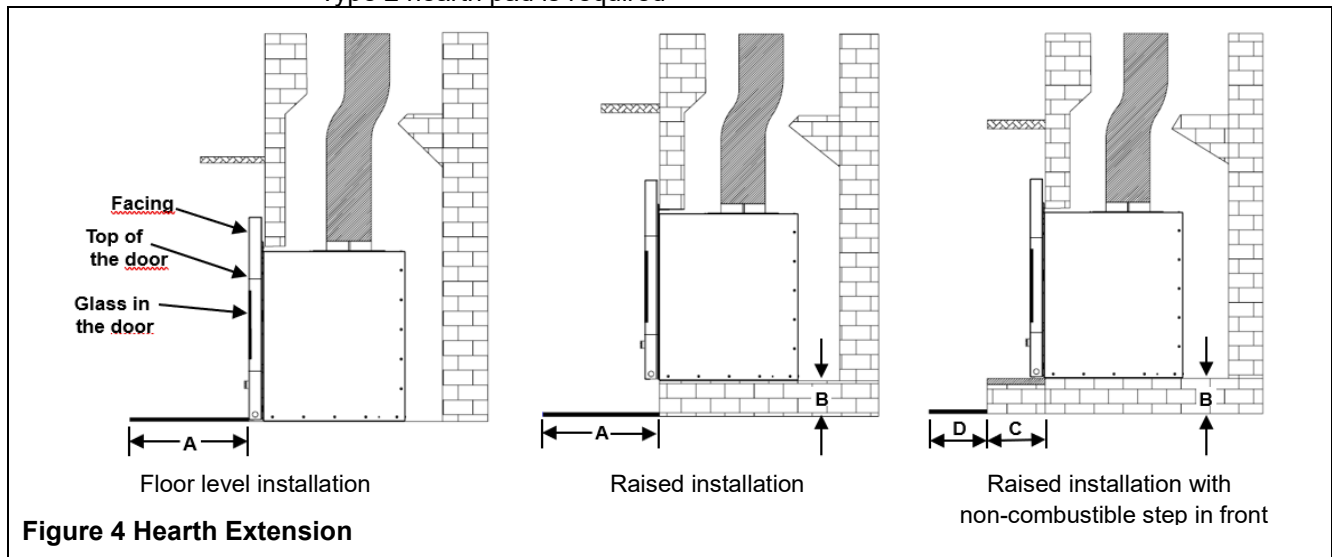 Type 2 hearth pad is required
Facing
Top of
the door
Glass in
the door
A
B
A
B
D
C
Floor level installation
Raised installation
Raised installation with
non-combustible step in front
Figure 4 Hearth Extension